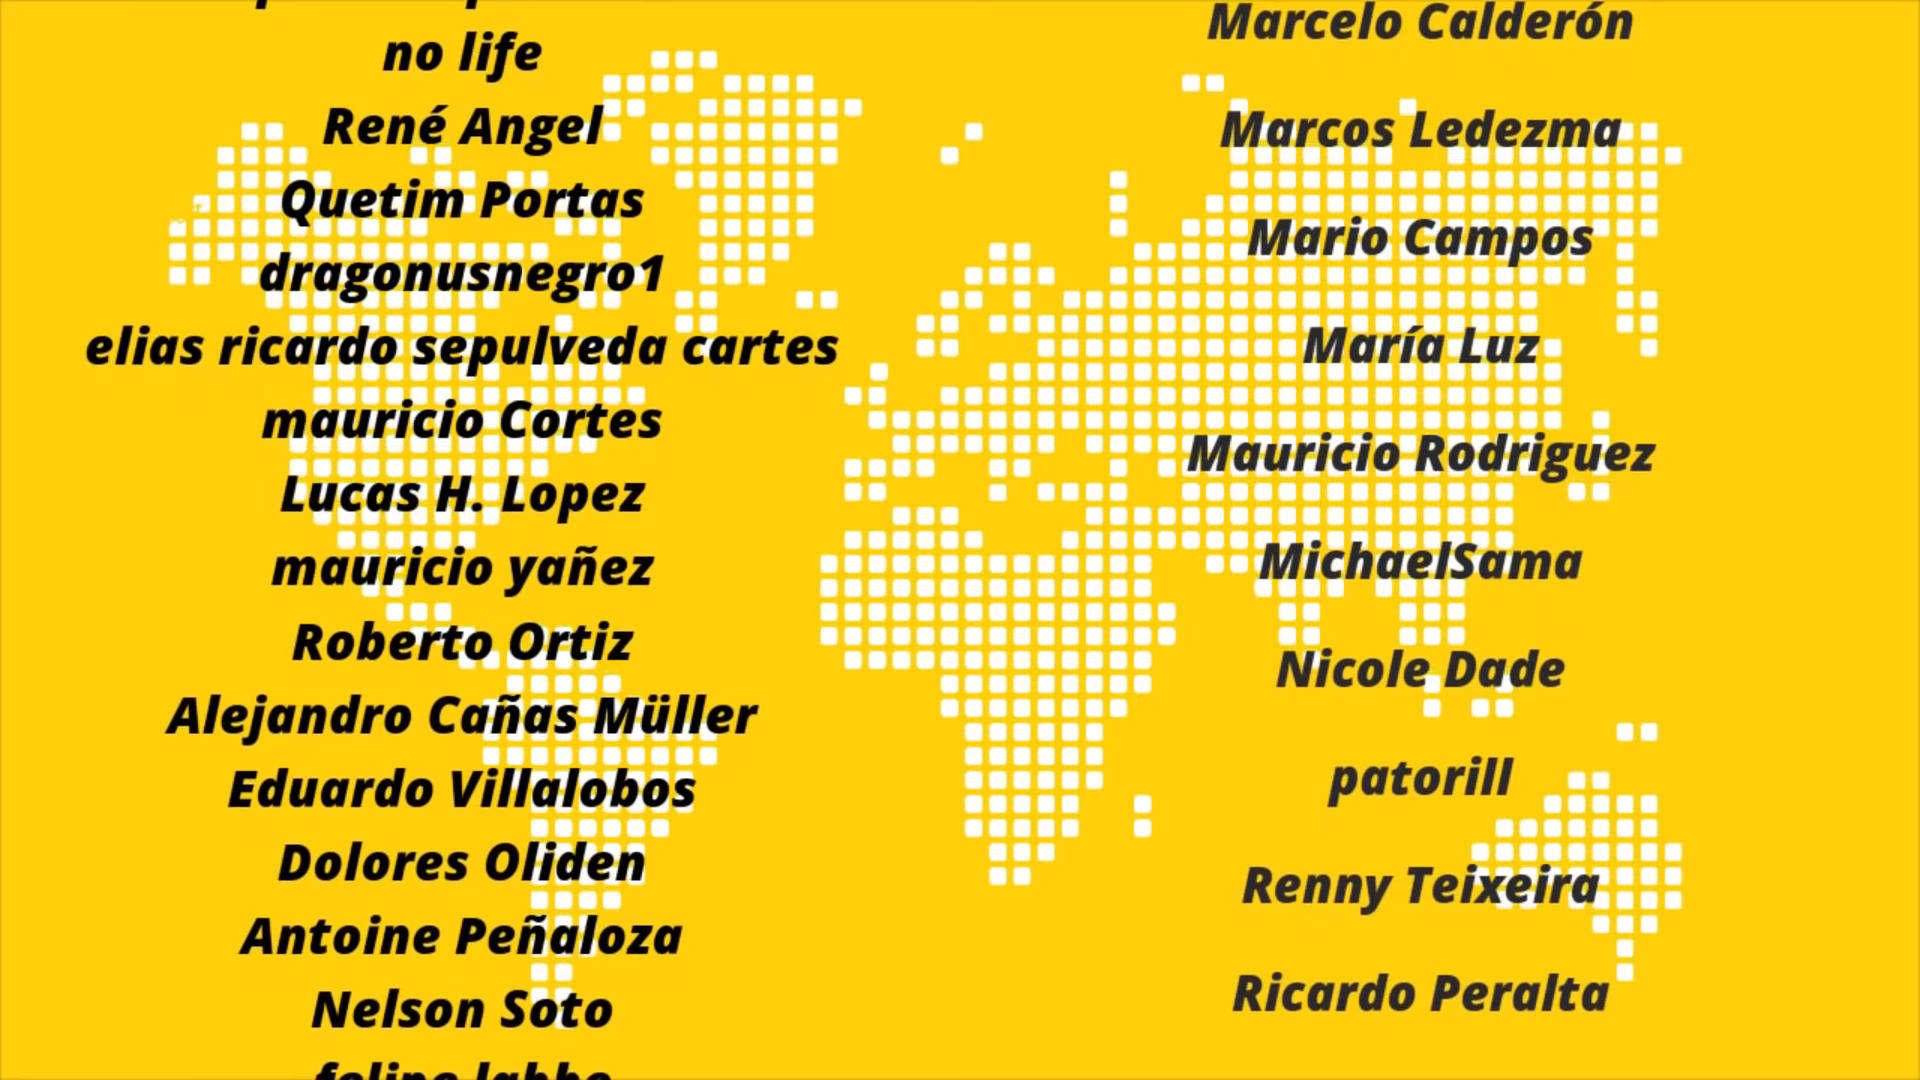 no life
René Angel
Quetim Portas
dragonusnegro1
elias ricardo sepulveda cartes
mauricio Cortes
Lucas H. Lopez
mauricio yañez
Roberto Ortiz
Alejandro Cañas Müller
Eduardo Villalobos
Dolores Oliden
Antoine Peñaloza
Nelson Soto
felipe labbe
Marcelo Calderón
Marcos Ledezma
Mario Campos
María Luz
Mauricio Rodriguez
MichaelSama
Nicole Dade
patorill
Renny Teixeira
Ricardo Peralta